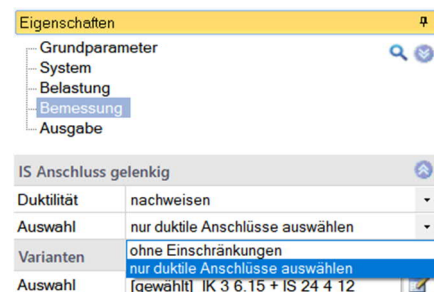 Eigenschaften
Grundparameter
System
Belastung
Bemessung
Ausgabe
IS Anschluss gelenkig
Duktilität nachweisen
Auswahl nur duktile Anschlüsse auswählen
Varianten ohne Einschränkungen
nur duktile Anschlüsse auswählen
Auswahl [gewählt] IK 3 6.15 + IS 24 4 12